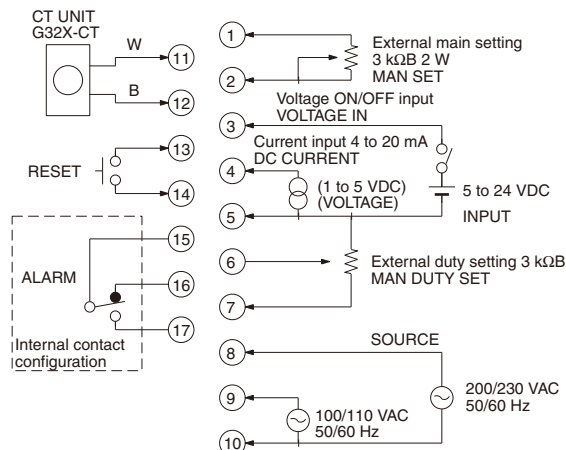 CT UNIT
G32X-CT
W
11
B
12
13
RESET
14
15
ALARM
16
17
Internal contact
configuration
1
External main setting
3 kΩB 2 W
MAN SET
2
Voltage ON/OFF input
VOLTAGE IN
3
Current input 4 to 20 mA
DC CURRENT
4
(1 to 5 VDC)
(VOLTAGE)
5 to 24 VDC
5
INPUT
6
External duty setting 3 kΩB
MAN DUTY SET
7
SOURCE
8
200/230 VAC
50/60 Hz
9
100/110 VAC
50/60 Hz
10